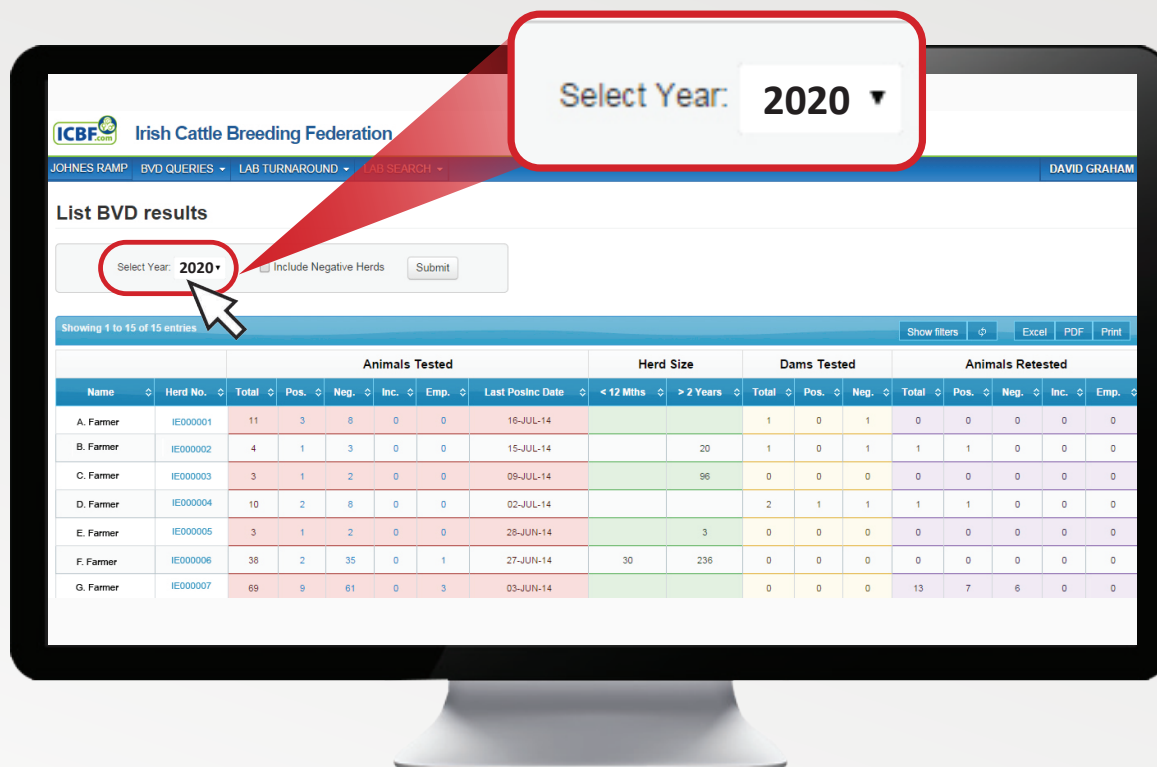 Select Year: 2020
ICBF.com Irish Cattle Breeding Federation
JOHNES RAMP BVD QUERIES LAB TURNAROUND LAB SEARCH DAVID GRAHAM
List BVD results
Select Year: 2020 Include Negative Herds Submit
Showing 1 to 15 of 15 entries Show filters Excel PDF Print
Animals Tested Herd Size Dams Tested Animals Retested
Name Herd No. Total Pos. Neg. Inc. Emp. Last PosInc Date < 12 Mths > 2 Years Total Pos. Neg. Total Pos. Neg. Inc. Emp.
A. Farmer IE000001 11 3 8 0 0 16-JUL-14 1 0 1 0 0 0 0 0
B. Farmer IE000002 4 1 3 0 0 15-JUL-14 20 1 0 1 1 1 0 0 0
C. Farmer IE000003 3 1 2 0 0 09-JUL-14 96 0 0 0 0 0 0 0 0
D. Farmer IE000004 10 2 8 0 0 02-JUL-14 2 1 1 1 1 0 0 0
E. Farmer IE000005 3 1 2 0 0 28-JUN-14 3 0 0 0 0 0 0 0 0
F. Farmer IE000006 38 2 35 0 1 27-JUN-14 30 236 0 0 0 0 0 0 0 0
G. Farmer IE000007 69 9 61 0 3 03-JUN-14 0 0 0 13 7 6 0 0